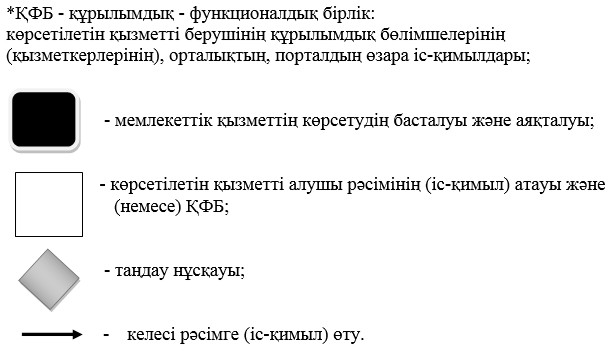 *ҚФБ - құрылымдық - функционалдық бірлік:
көрсетілетін қызметті берушінің құрылымдық бөлімшелерінің
(қызметкерлерінің), орталықтың, порталдың өзара іс-қимылдары;
- мемлекеттік қызметтің көрсетудің басталуы және аяқталуы;
- көрсетілетін қызметті алушы рәсімінің (іс-қимыл) атауы және
(немесе) ҚФБ;
- таңдау нұсқауы;
- келесі рәсімге (іс-қимыл) өту.